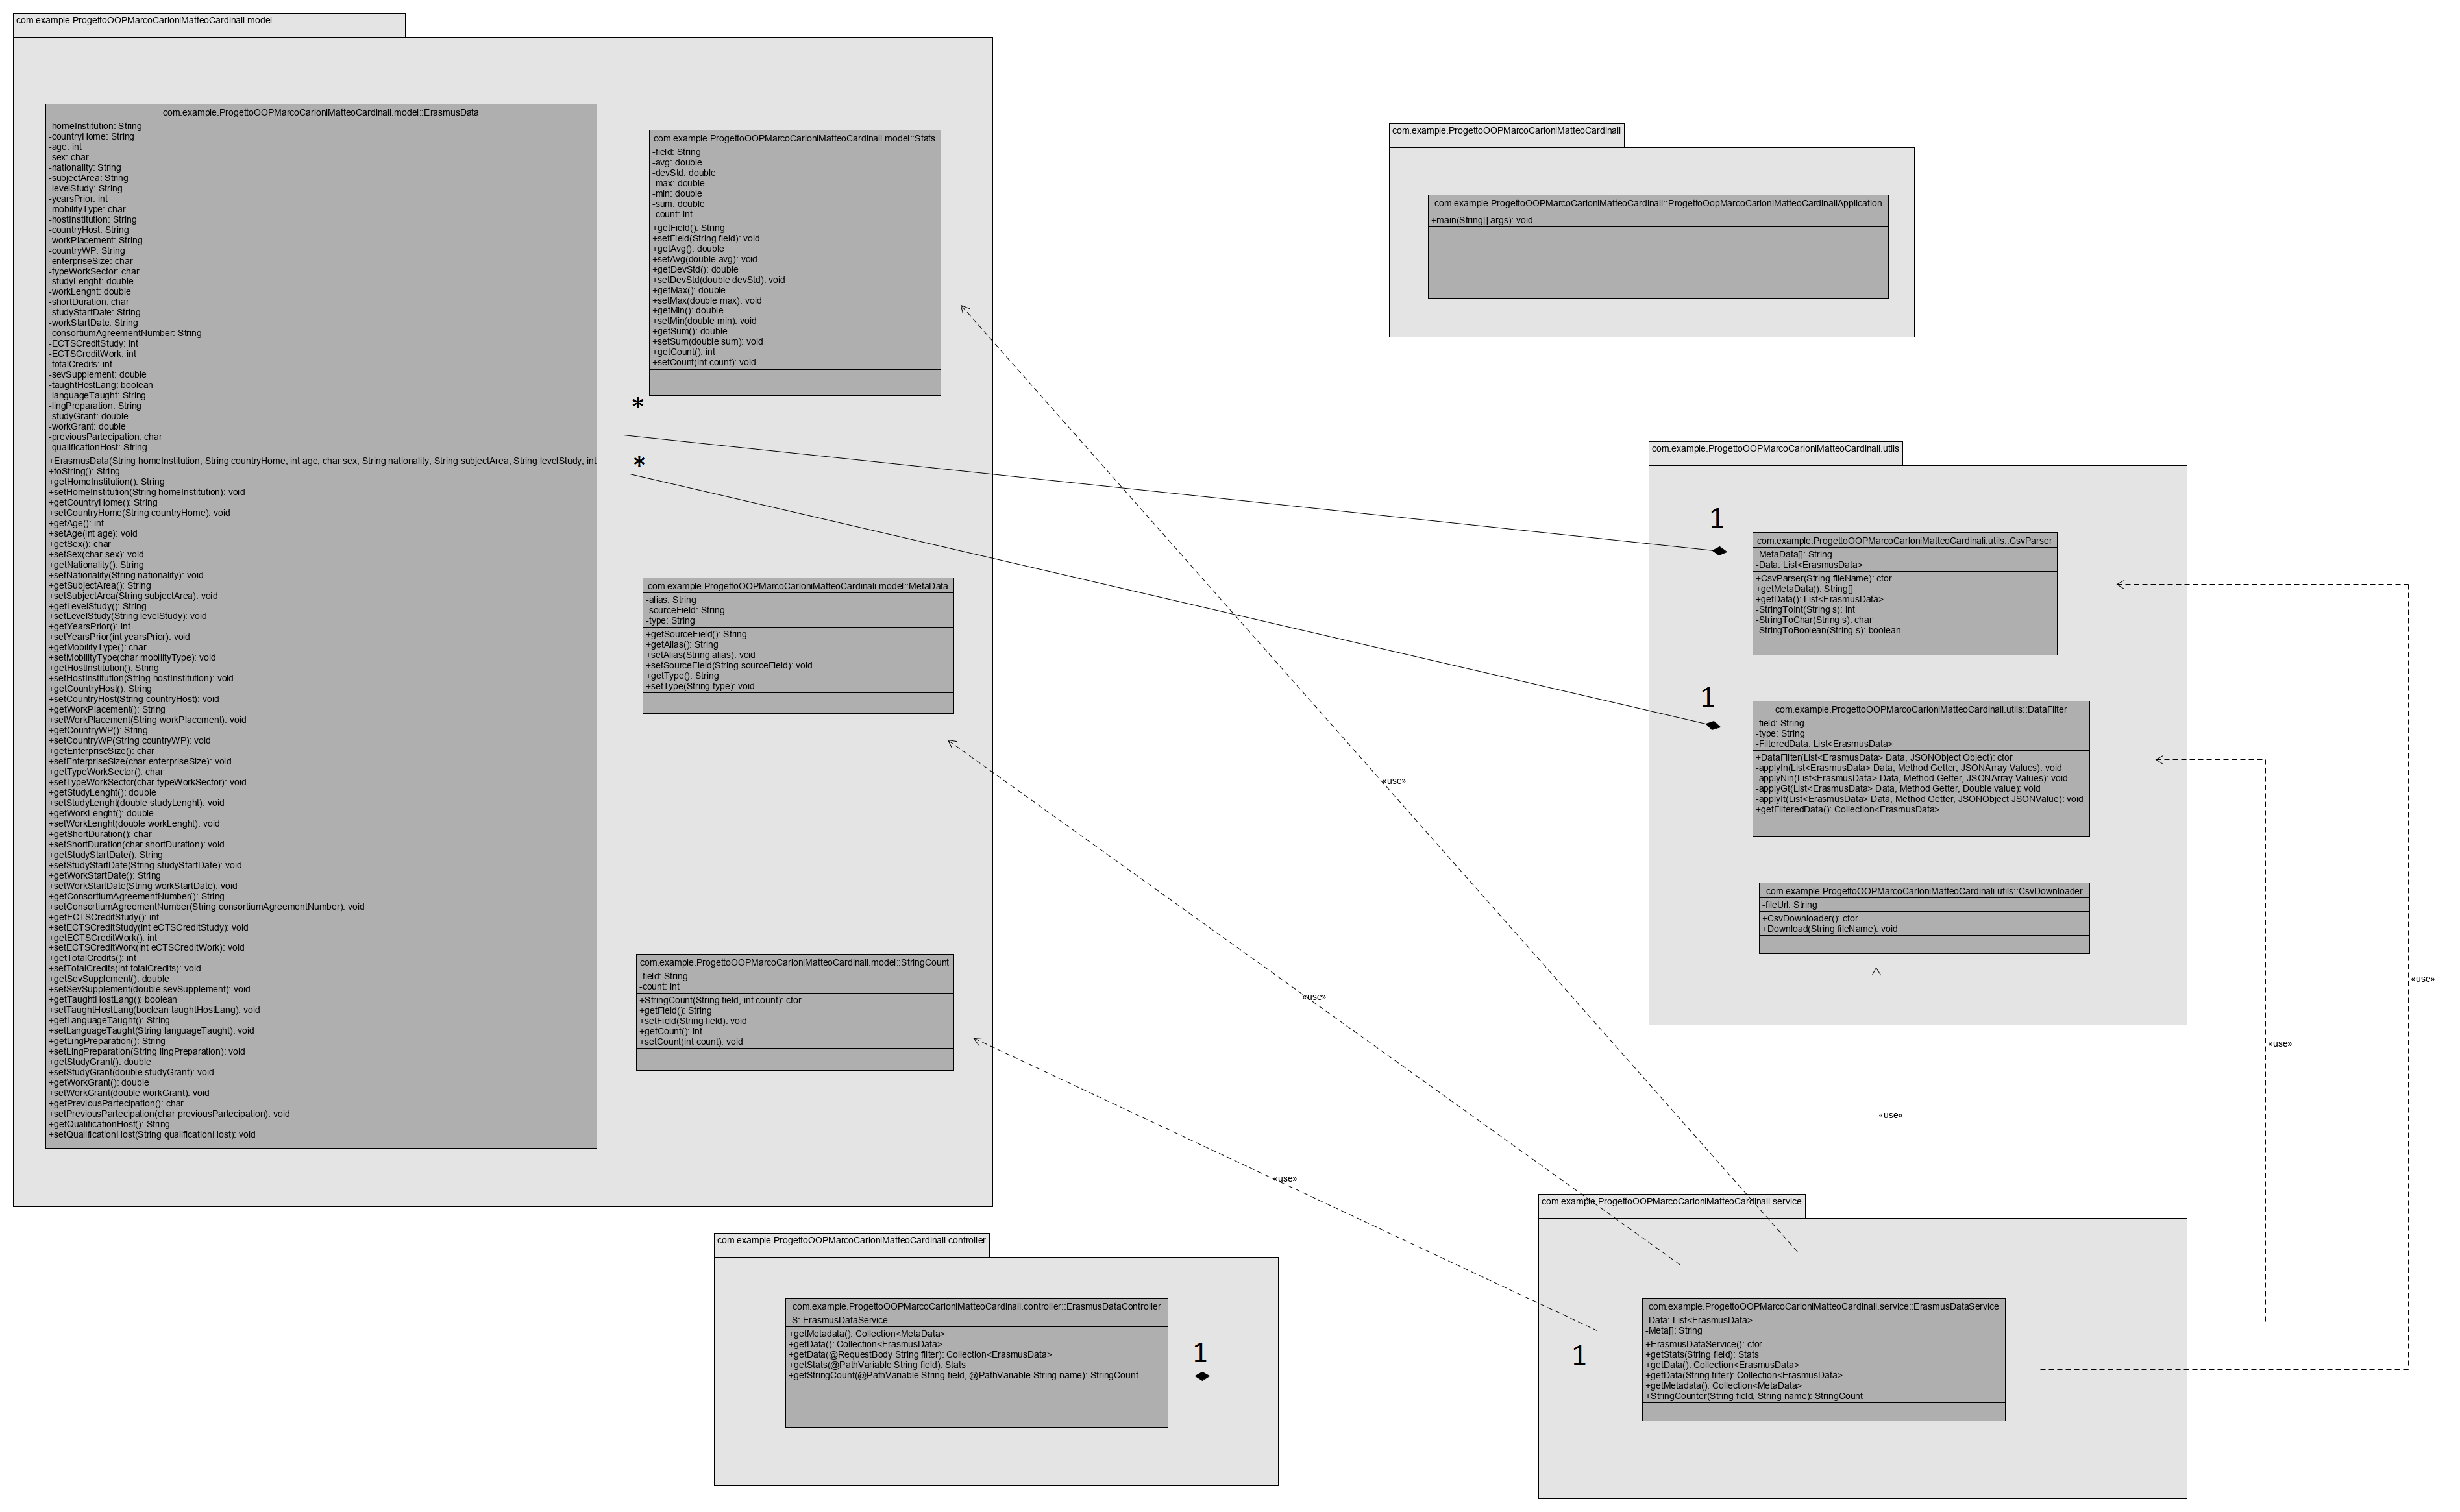 com.example.ProgettoOOPMarcoCarloniMatteoCardinali.model
com.example.ProgettoOOPMarcoCarloniMatteoCardinali.model::ErasmusData
-homeInstitution: String
-countryHome: String
-age: int
-sex: char
-nationality: String
-subjectArea: String
-levelStudy: String
-yearsPrior: int
-mobilityType: char
-hostInstitution: String
-countryHost: String
-workPlacement: String
-countryWP: String
-enterpriseSize: char
-typeWorkSector: char
-studyLenght: double
-workLenght: double
-shortDuration: char
-studyStartDate: String
-workStartDate: String
-consortiumAgreementNumber: String
-ECTSCreditStudy: int
-ECTSCreditWork: int
-totalCredits: int
-sevSupplement: double
-taughtHostLang: boolean
-languageTaught: String
-lingPreparation: String
-studyGrant: double
-workGrant: double
-previousPartecipation: char
-qualificationHost: String
+ErasmusData(String homeInstitution, String countryHome, int age, char sex, String nationality, String subjectArea, String levelStudy, int
+toString(): String
+getHomeInstitution(): String
+setHomeInstitution(String homeInstitution): void
+getCountryHome(): String
+setCountryHome(String countryHome): void
+getAge(): int
+setAge(int age): void
+getSex(): char
+setSex(char sex): void
+getNationality(): String
+setNationality(String nationality): void
+getSubjectArea(): String
+setSubjectArea(String subjectArea): void
+getLevelStudy(): String
+setLevelStudy(String levelStudy): void
+getYearsPrior(): int
+setYearsPrior(int yearsPrior): void
+getMobilityType(): char
+setMobilityType(char mobilityType): void
+getHostInstitution(): String
+setHostInstitution(String hostInstitution): void
+getCountryHost(): String
+setCountryHost(String countryHost): void
+getWorkPlacement(): String
+setWorkPlacement(String workPlacement): void
+getCountryWP(): String
+setCountryWP(String countryWP): void
+getEnterpriseSize(): char
+setEnterpriseSize(char enterpriseSize): void
+getTypeWorkSector(): char
+setTypeWorkSector(char typeWorkSector): void
+getStudyLenght(): double
+setStudyLenght(double studyLenght): void
+getWorkLenght(): double
+setWorkLenght(double workLenght): void
+getShortDuration(): char
+setShortDuration(char shortDuration): void
+getStudyStartDate(): String
+setStudyStartDate(String studyStartDate): void
+getWorkStartDate(): String
+setWorkStartDate(String workStartDate): void
+getConsortiumAgreementNumber(): String
+setConsortiumAgreementNumber(String consortiumAgreementNumber): void
+getECTSCreditStudy(): int
+setECTSCreditStudy(int eCTSCreditStudy): void
+getECTSCreditWork(): int
+setECTSCreditWork(int eCTSCreditWork): void
+getTotalCredits(): int
+setTotalCredits(int totalCredits): void
+getSevSupplement(): double
+setSevSupplement(double sevSupplement): void
+getTaughtHostLang(): boolean
+setTaughtHostLang(boolean taughtHostLang): void
+getLanguageTaught(): String
+setLanguageTaught(String languageTaught): void
+getLingPreparation(): String
+setLingPreparation(String lingPreparation): void
+getStudyGrant(): double
+setStudyGrant(double studyGrant): void
+getWorkGrant(): double
+setWorkGrant(double workGrant): void
+getPreviousPartecipation(): char
+setPreviousPartecipation(char previousPartecipation): void
+getQualificationHost(): String
+setQualificationHost(String qualificationHost): void
com.example.ProgettoOOPMarcoCarloniMatteoCardinali.model::Stats
-field: String
-avg: double
-devStd: double
-max: double
-min: double
-sum: double
-count: int
+getField(): String
+setField(String field): void
+getAvg(): double
+setAvg(double avg): void
+getDevStd(): double
+setDevStd(double devStd): void
+getMax(): double
+setMax(double max): void
+getMin(): double
+setMin(double min): void
+getSum(): double
+setSum(double sum): void
+getCount(): int
+setCount(int count): void
*
*
com.example.ProgettoOOPMarcoCarloniMatteoCardinali.model::MetaData
-alias: String
-sourceField: String
-type: String
+getSourceField(): String
+getAlias(): String
+setAlias(String alias): void
+setSourceField(String sourceField): void
+getType(): String
+setType(String type): void
com.example.ProgettoOOPMarcoCarloniMatteoCardinali.model::StringCount
-field: String
-count: int
+StringCount(String field, int count): ctor
+getField(): String
+setField(String field): void
+getCount(): int
+setCount(int count): void
com.example.ProgettoOOPMarcoCarloniMatteoCardinali
com.example.ProgettoOOPMarcoCarloniMatteoCardinali::ProgettoOopMarcoCarloniMatteoCardinaliApplication
+main(String[] args): void
com.example.ProgettoOOPMarcoCarloniMatteoCardinali.utils
1
com.example.ProgettoOOPMarcoCarloniMatteoCardinali.utils::CsvParser
-MetaData[]: String
-Data: List<ErasmusData>
+CsvParser(String fileName): ctor
+getMetaData(): String[]
+getData(): List<ErasmusData>
-StringToInt(String s): int
-StringToChar(String s): char
-StringToBoolean(String s): boolean
1
com.example.ProgettoOOPMarcoCarloniMatteoCardinali.utils::DataFilter
-field: String
-type: String
-FilteredData: List<ErasmusData>
+DataFilter(List<ErasmusData> Data, JSONObject Object): ctor
-applyIn(List<ErasmusData> Data, Method Getter, JSONArray Values): void
-applyNin(List<ErasmusData> Data, Method Getter, JSONArray Values): void
-applyGt(List<ErasmusData> Data, Method Getter, Double value): void
-applylt(List<ErasmusData> Data, Method Getter, JSONObject JSONValue): void
+getFilteredData(): Collection<ErasmusData>
com.example.ProgettoOOPMarcoCarloniMatteoCardinali.utils::CsvDownloader
-fileUrl: String
+CsvDownloader(): ctor
+Download(String fileName): void
«use»
«use»
«use»
«use»
«use»
«use»
com.example.ProgettoOOPMarcoCarloniMatteoCardinali.controller
com.example.ProgettoOOPMarcoCarloniMatteoCardinali.controller::ErasmusDataController
-S: ErasmusDataService
+getMetadata(): Collection<MetaData>
+getData(): Collection<ErasmusData>
+getData(@RequestBody String filter): Collection<ErasmusData>
+getStats(@PathVariable String field): Stats
+getStringCount(@PathVariable String field, @PathVariable String name): StringCount
1
1
com.example.ProgettoOOPMarcoCarloniMatteoCardinali.service
com.example.ProgettoOOPMarcoCarloniMatteoCardinali.service::ErasmusDataService
-Data: List<ErasmusData>
-Meta[]: String
+ErasmusDataService(): ctor
+getStats(String field): Stats
+getData(): Collection<ErasmusData>
+getData(String filter): Collection<ErasmusData>
+getMetadata(): Collection<MetaData>
+StringCounter(String field, String name): StringCount